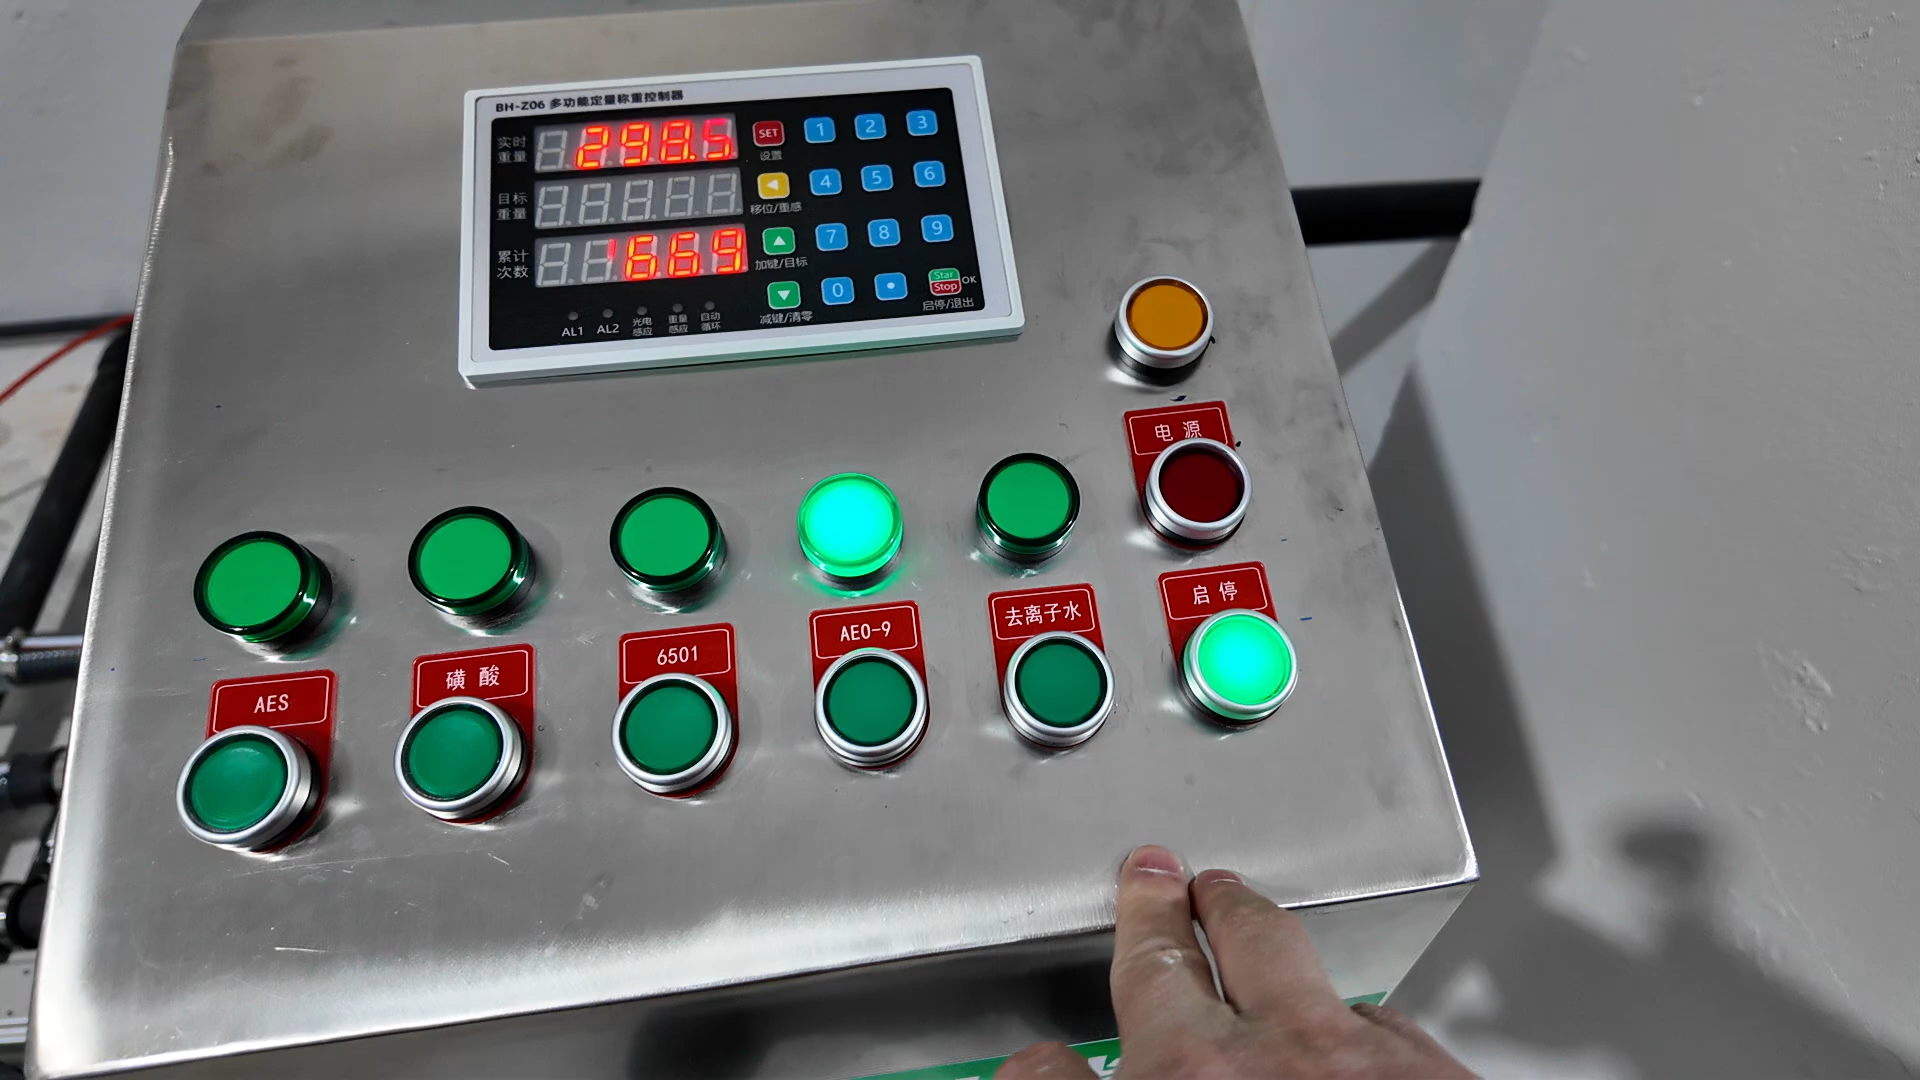 BH-Z06 多功能定量称重控制器
实时
重量
298.5
目标
重量
累计
次数
1669
SET
设置
1
2
3
移位/重感
4
5
6
加键/目标
7
8
9
减键/清零
0
Star
Stop
OK
启停/退出
AL1
AL2
光电
感应
重量
感应
自动
循环
电源
AES
磺酸
6501
AEO-9
去离子水
启停